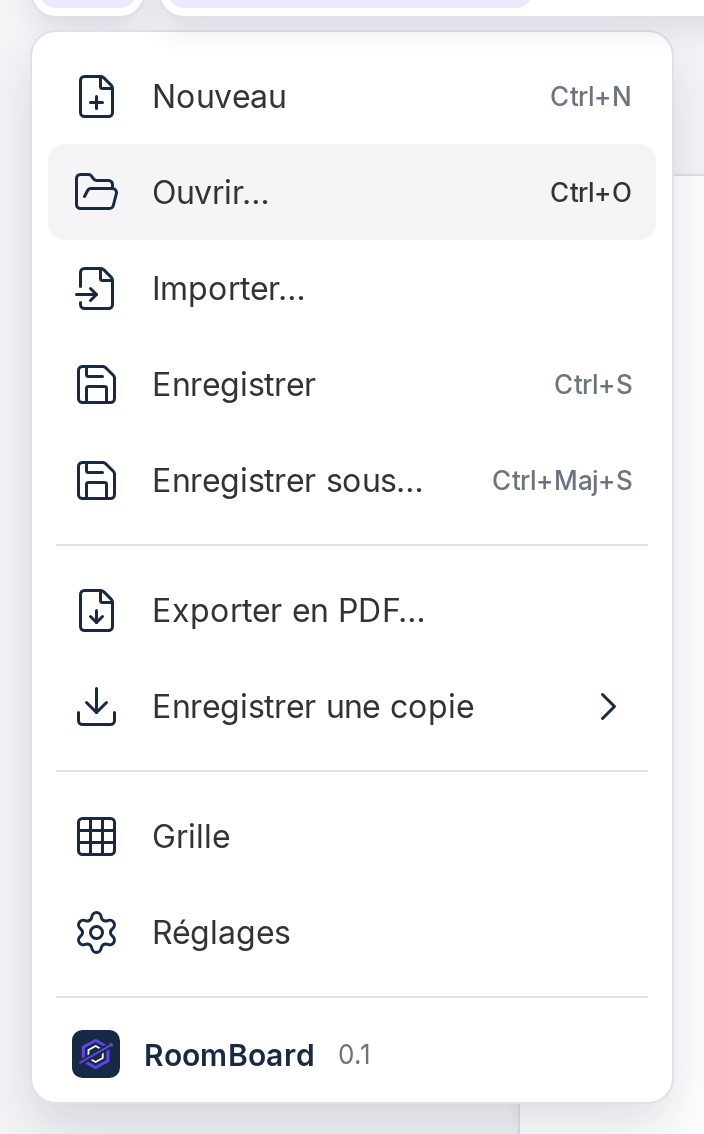 Nouveau Ctrl+N
Ouvrir... Ctrl+O
Importer...
Enregistrer Ctrl+S
Enregistrer sous... Ctrl+Maj+S
Exporter en PDF...
Enregistrer une copie
Grille
Réglages
RoomBoard 0.1